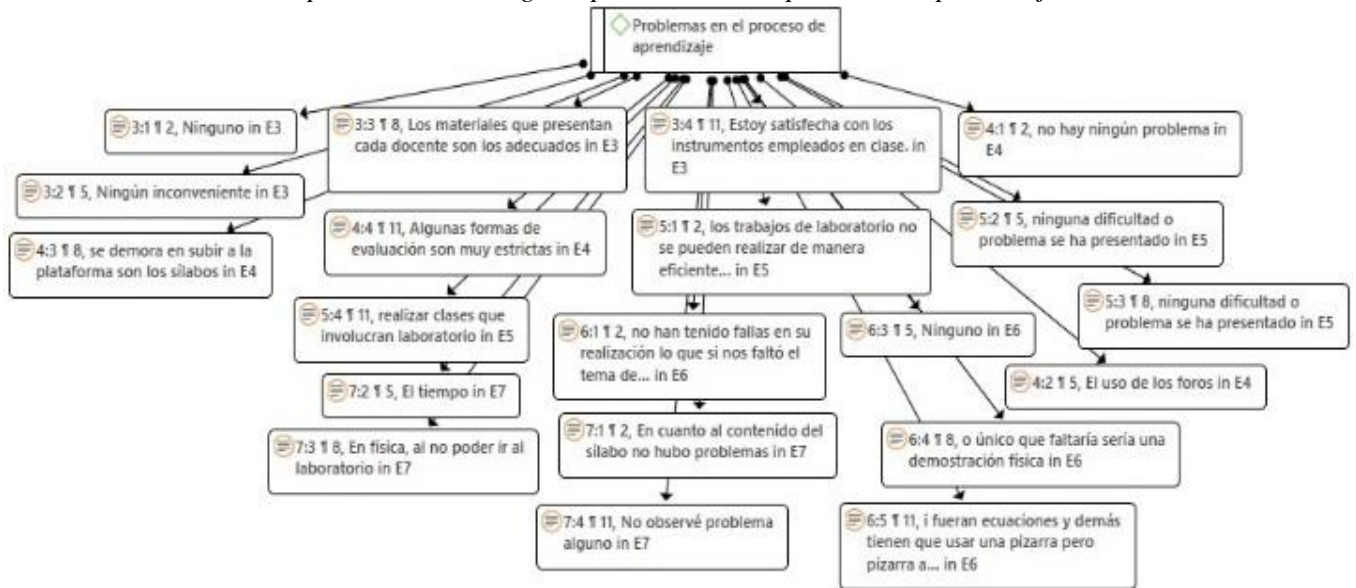 Problemas en el proceso de
aprendizaje
3:1 ¶ 2, Ninguno in E3
3:3 ¶ 8, Los materiales que presentan
cada docente son los adecuados in E3
3:4 ¶ 11, Estoy satisfecha con los
instrumentos empleados en clase. in
E3
4:1 ¶ 2, no hay ningún problema in
E4
3:2 ¶ 5, Ningún inconveniente in E3
4:3 ¶ 8, se demora en subir a la
plataforma son los sílabos in E4
4:4 ¶ 11, Algunas formas de
evaluación son muy estrictas in E4
5:1 ¶ 2, los trabajos de laboratorio no
se pueden realizar de manera
eficiente... in E5
5:2 ¶ 5, ninguna dificultad o
problema se ha presentado in E5
5:3 ¶ 8, ninguna dificultad o
problema se ha presentado in E5
5:4 ¶ 11, realizar clases que
involucran laboratorio in E5
6:1 ¶ 2, no han tenido fallas en su
realización lo que si nos faltó el
tema de... in E6
6:3 ¶ 5, Ninguno in E6
4:2 ¶ 5, El uso de los foros in E4
7:2 ¶ 5, El tiempo in E7
7:3 ¶ 8, En física, al no poder ir al
laboratorio in E7
7:1 ¶ 2, En cuanto al contenido del
sílabo no hubo problemas in E7
6:4 ¶ 8, o único que faltaría sería una
demostración física in E6
7:4 ¶ 11, No observé problema
alguno in E7
6:5 ¶ 11, i fueran ecuaciones y demás
tienen que usar una pizarra pero
pizarra a... in E6